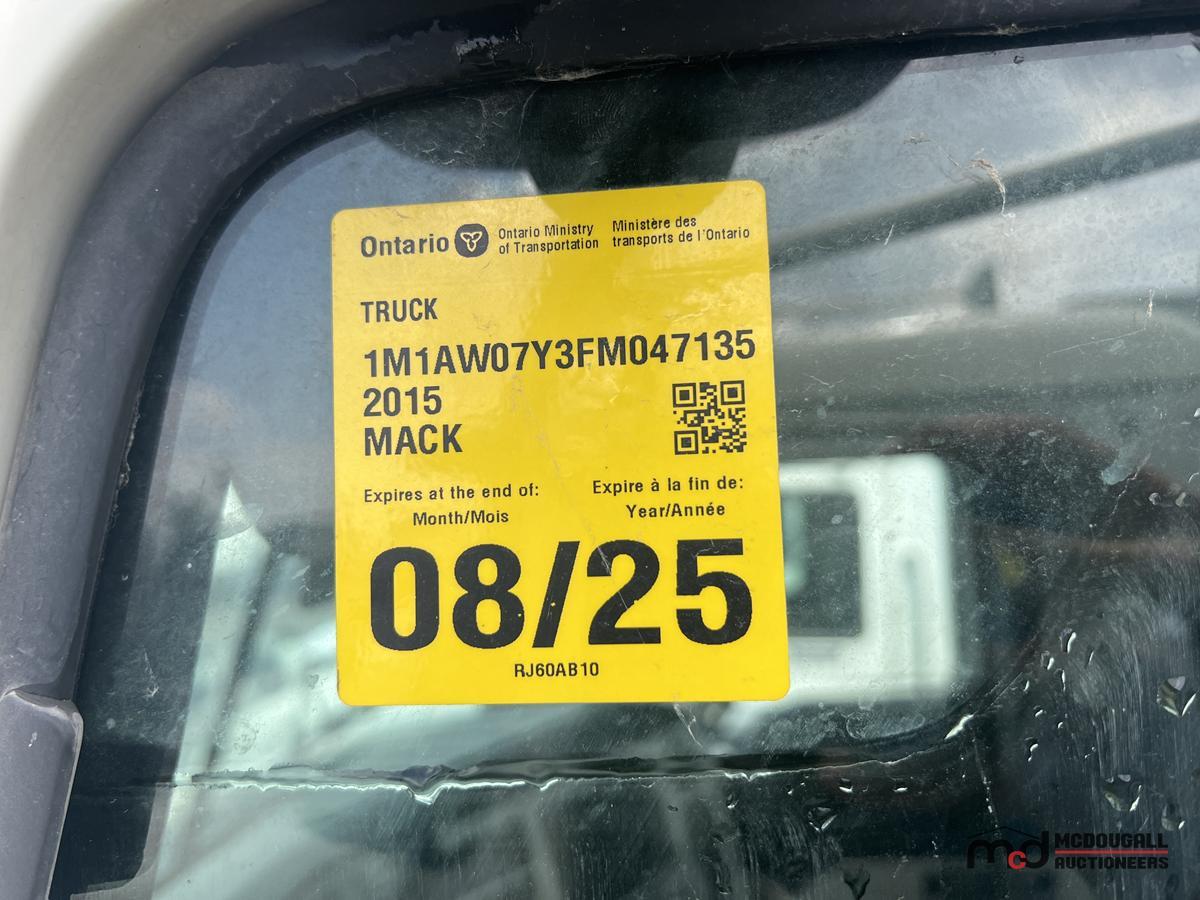 Ontario Ontario Ministry of Transportation Ministère des transports de l'Ontario
TRUCK
1M1AW07Y3FM047135
2015
MACK
Expires at the end of: Expire à la fin de:
Month/Mois Year/Année
08/25
RJ60AB10
mcd MCDOUGALL
AUCTIONEERS